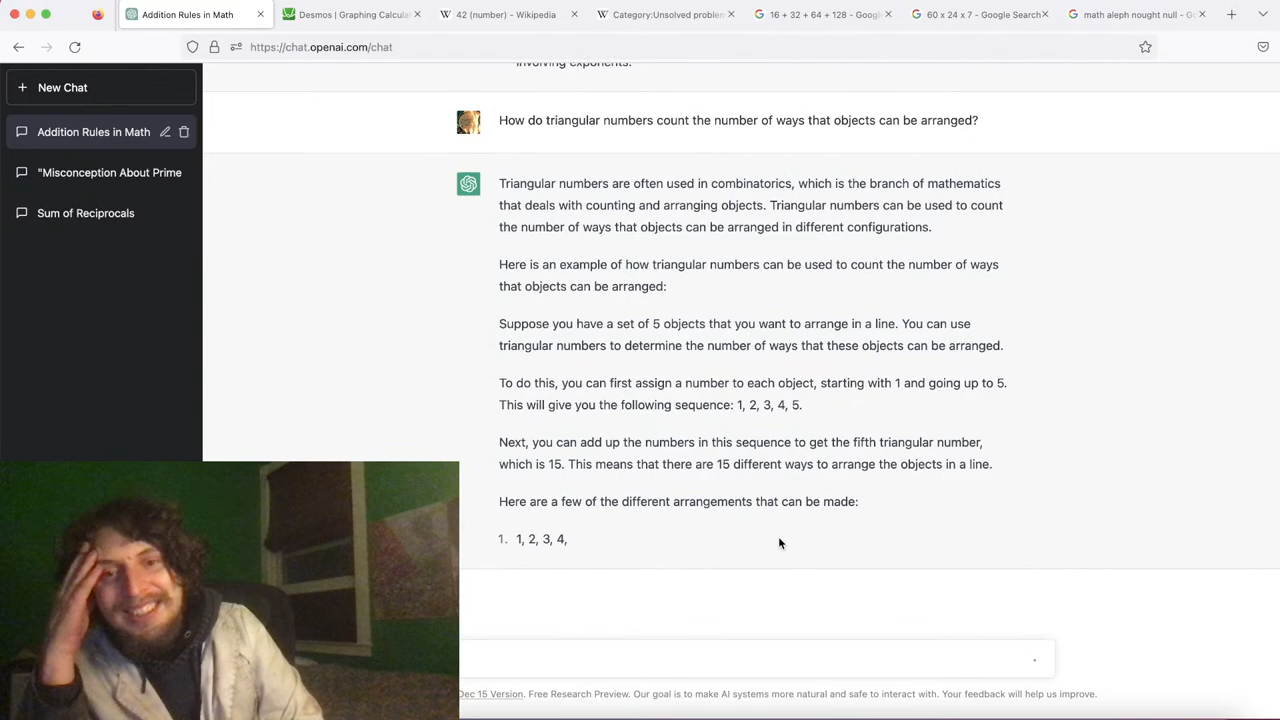 Addition Rules in Math
Desmos | Graphing Calcula
42 (number) - Wikipedia
Category:Unsolved problem
16 + 32 + 64 + 128 - Googl
60 x 24 x 7 - Google Search
math aleph nought null - Go
https://chat.openai.com/chat
New Chat
Addition Rules in Math
"Misconception About Prime
Sum of Reciprocals
involving exponents.
How do triangular numbers count the number of ways that objects can be arranged?
Triangular numbers are often used in combinatorics, which is the branch of mathematics
that deals with counting and arranging objects. Triangular numbers can be used to count
the number of ways that objects can be arranged in different configurations.
Here is an example of how triangular numbers can be used to count the number of ways
that objects can be arranged:
Suppose you have a set of 5 objects that you want to arrange in a line. You can use
triangular numbers to determine the number of ways that these objects can be arranged.
To do this, you can first assign a number to each object, starting with 1 and going up to 5.
This will give you the following sequence: 1, 2, 3, 4, 5.
Next, you can add up the numbers in this sequence to get the fifth triangular number,
which is 15. This means that there are 15 different ways to arrange the objects in a line.
Here are a few of the different arrangements that can be made:
1. 1, 2, 3, 4,
Dec 15 Version. Free Research Preview. Our goal is to make AI systems more natural and safe to interact with. Your feedback will help us improve.